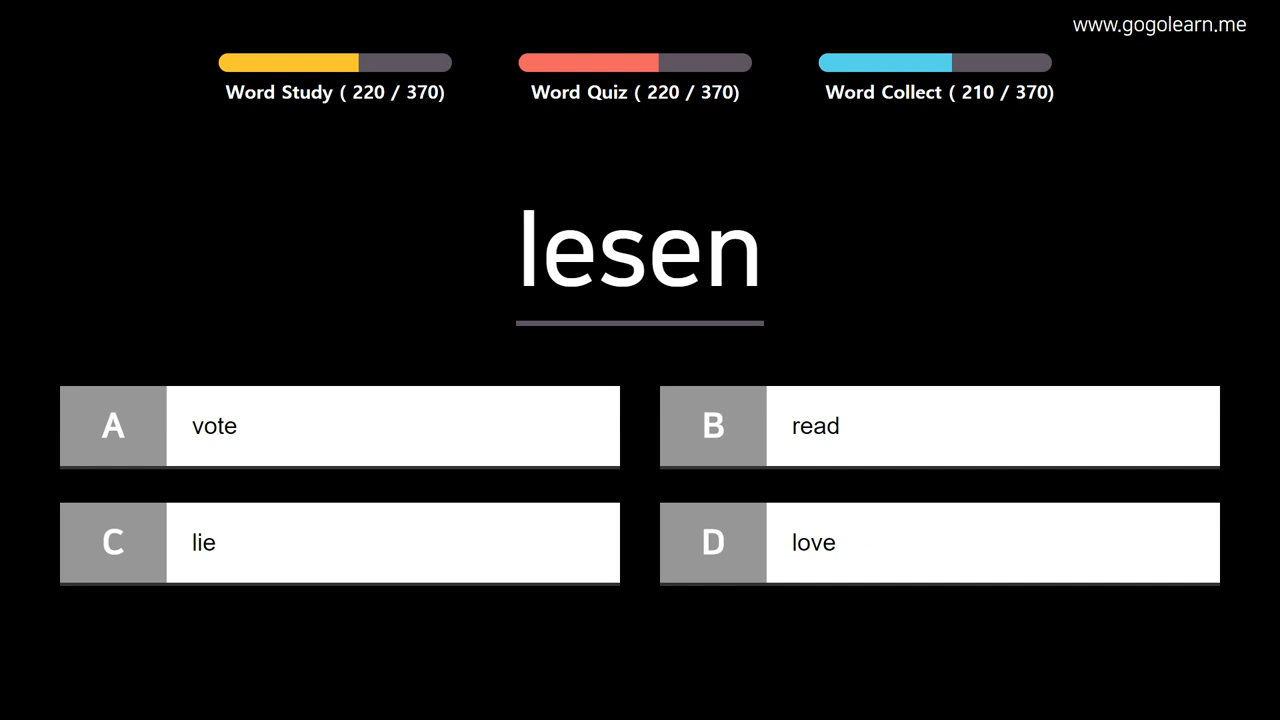 www.gogolearn.me
Word Study ( 220 / 370)
Word Quiz ( 220 / 370)
Word Collect ( 210 / 370)
lesen
A vote
B read
C lie
D love